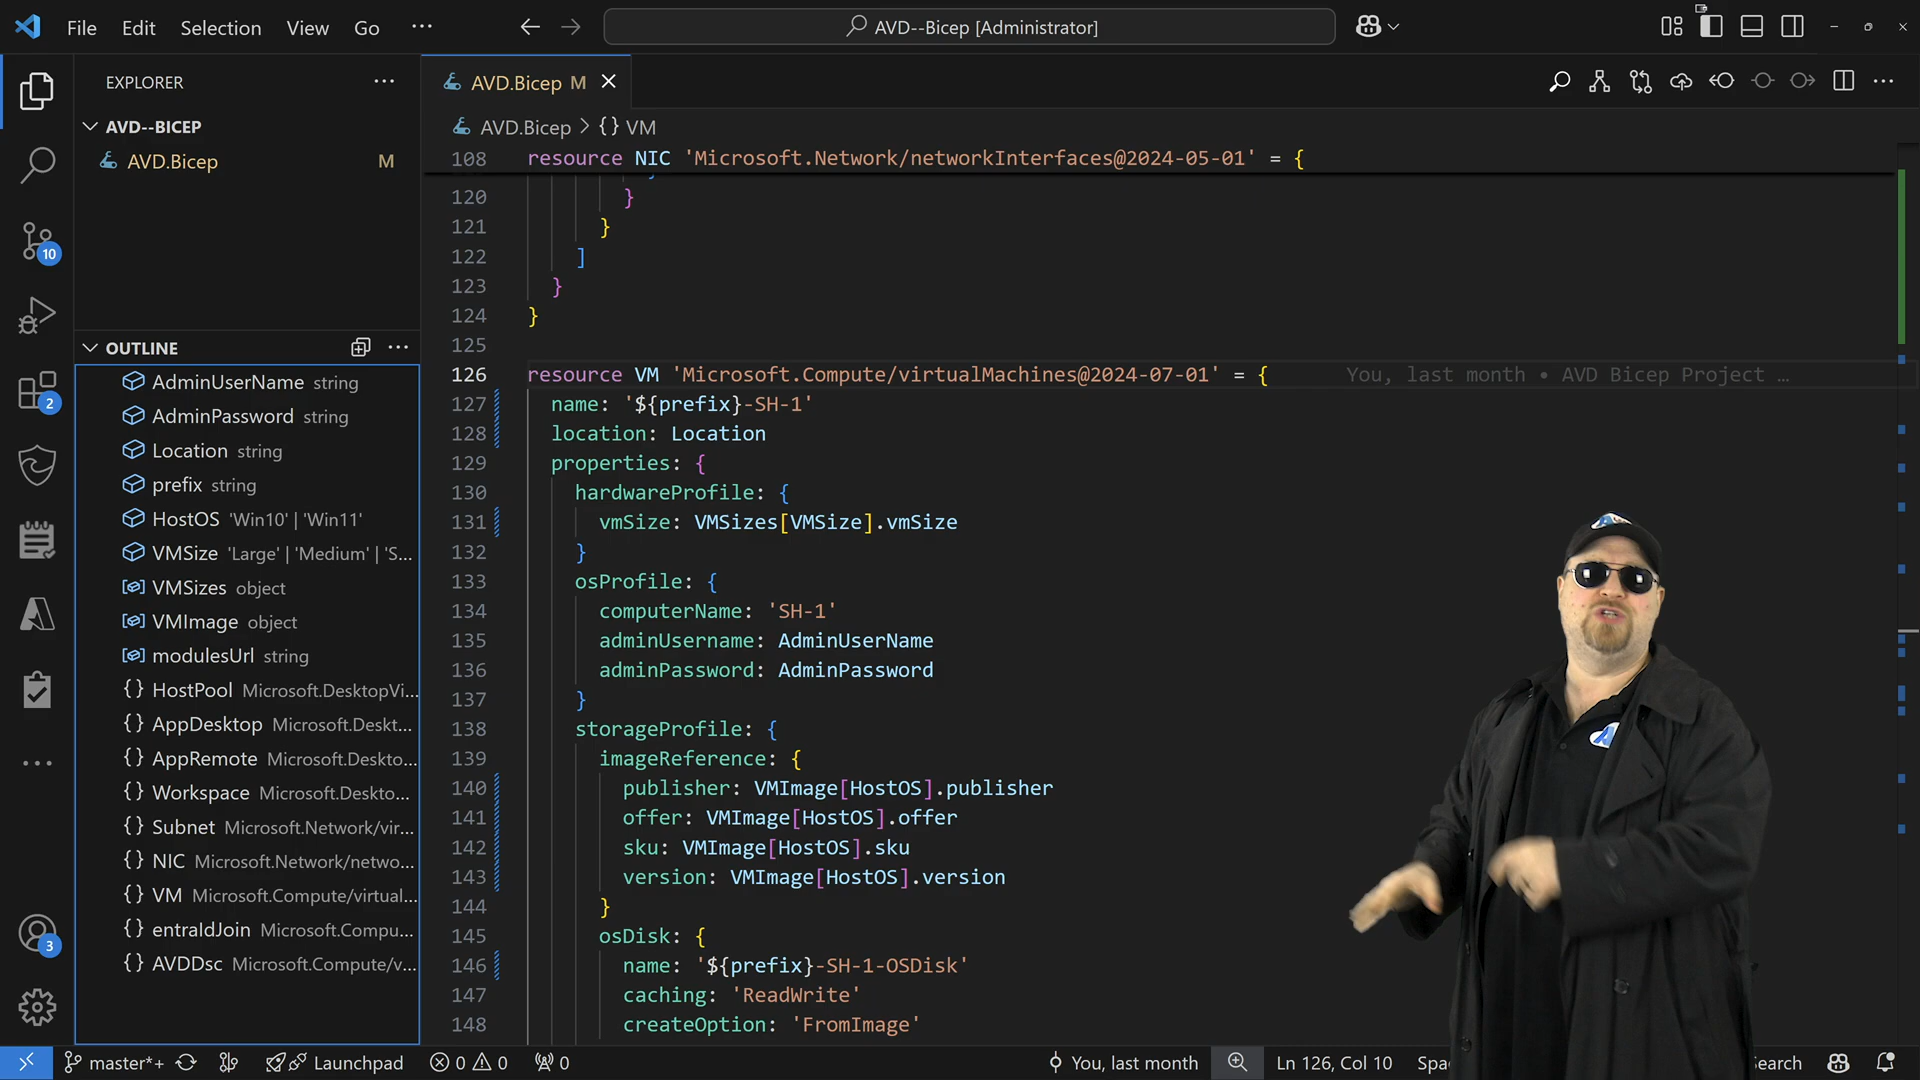 File Edit Selection View Go ··· AVD--Bicep [Administrator]
EXPLORER ···
AVD--BICEP
AVD.Bicep M
10
2
3
OUTLINE ···
AdminUserName string
AdminPassword string
Location string
prefix string
HostOS 'Win10' | 'Win11'
VMSize 'Large' | 'Medium' | 'S...
VMSizes object
VMImage object
modulesUrl string
{} HostPool Microsoft.DesktopVi...
{} AppDesktop Microsoft.Deskt...
{} AppRemote Microsoft.Deskto...
{} Workspace Microsoft.Deskto...
{} Subnet Microsoft.Network/vir...
{} NIC Microsoft.Network/netwo...
{} VM Microsoft.Compute/virtual...
{} entraIdJoin Microsoft.Compu...
{} AVDDsc Microsoft.Compute/v...
AVD.Bicep M
AVD.Bicep > {} VM
108 resource NIC 'Microsoft.Network/networkInterfaces@2024-05-01' = {
120 }
121 }
122 ]
123 }
124 }
125
126 resource VM 'Microsoft.Compute/virtualMachines@2024-07-01' = { You, last month • AVD Bicep Project …
127 name: '${prefix}-SH-1'
128 location: Location
129 properties: {
130 hardwareProfile: {
131 vmSize: VMSizes[VMSize].vmSize
132 }
133 osProfile: {
134 computerName: 'SH-1'
135 adminUsername: AdminUserName
136 adminPassword: AdminPassword
137 }
138 storageProfile: {
139 imageReference: {
140 publisher: VMImage[HostOS].publisher
141 offer: VMImage[HostOS].offer
142 sku: VMImage[HostOS].sku
143 version: VMImage[HostOS].version
144 }
145 osDisk: {
146 name: '${prefix}-SH-1-OSDisk'
147 caching: 'ReadWrite'
148 createOption: 'FromImage'
master*+ Launchpad 0 0 0 You, last month Ln 126, Col 10 Spa earch